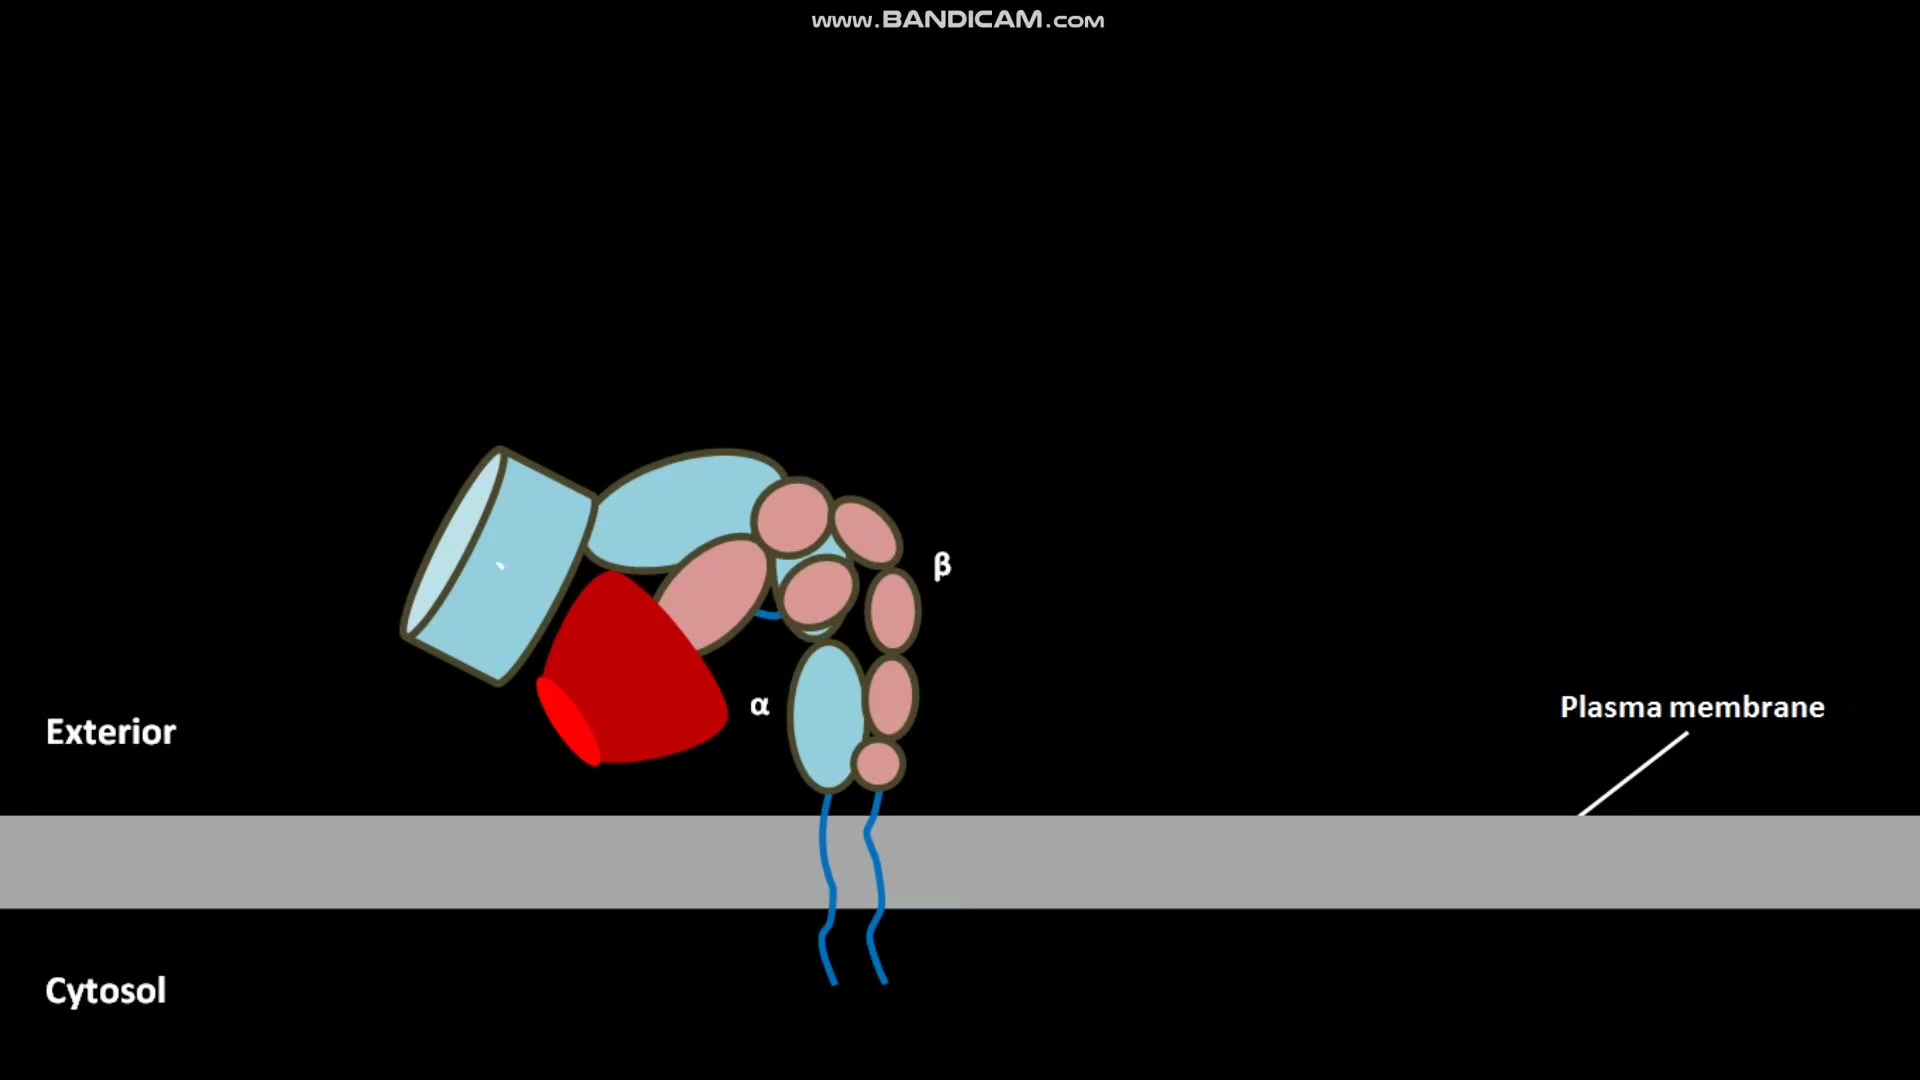 www.BANDICAM.com
β
α
Plasma membrane
Exterior
Cytosol